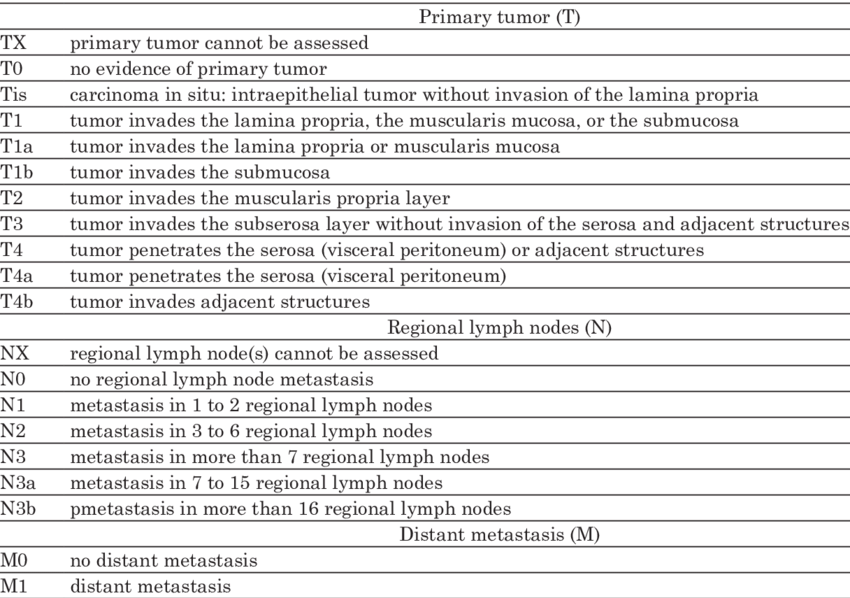 Primary tumor (T)
TX primary tumor cannot be assessed
T0 no evidence of primary tumor
Tis carcinoma in situ: intraepithelial tumor without invasion of the lamina propria
T1 tumor invades the lamina propria, the muscularis mucosa, or the submucosa
T1a tumor invades the lamina propria or muscularis mucosa
T1b tumor invades the submucosa
T2 tumor invades the muscularis propria layer
T3 tumor invades the subserosa layer without invasion of the serosa and adjacent structures
T4 tumor penetrates the serosa (visceral peritoneum) or adjacent structures
T4a tumor penetrates the serosa (visceral peritoneum)
T4b tumor invades adjacent structures
Regional lymph nodes (N)
NX regional lymph node(s) cannot be assessed
N0 no regional lymph node metastasis
N1 metastasis in 1 to 2 regional lymph nodes
N2 metastasis in 3 to 6 regional lymph nodes
N3 metastasis in more than 7 regional lymph nodes
N3a metastasis in 7 to 15 regional lymph nodes
N3b pmetastasis in more than 16 regional lymph nodes
Distant metastasis (M)
M0 no distant metastasis
M1 distant metastasis